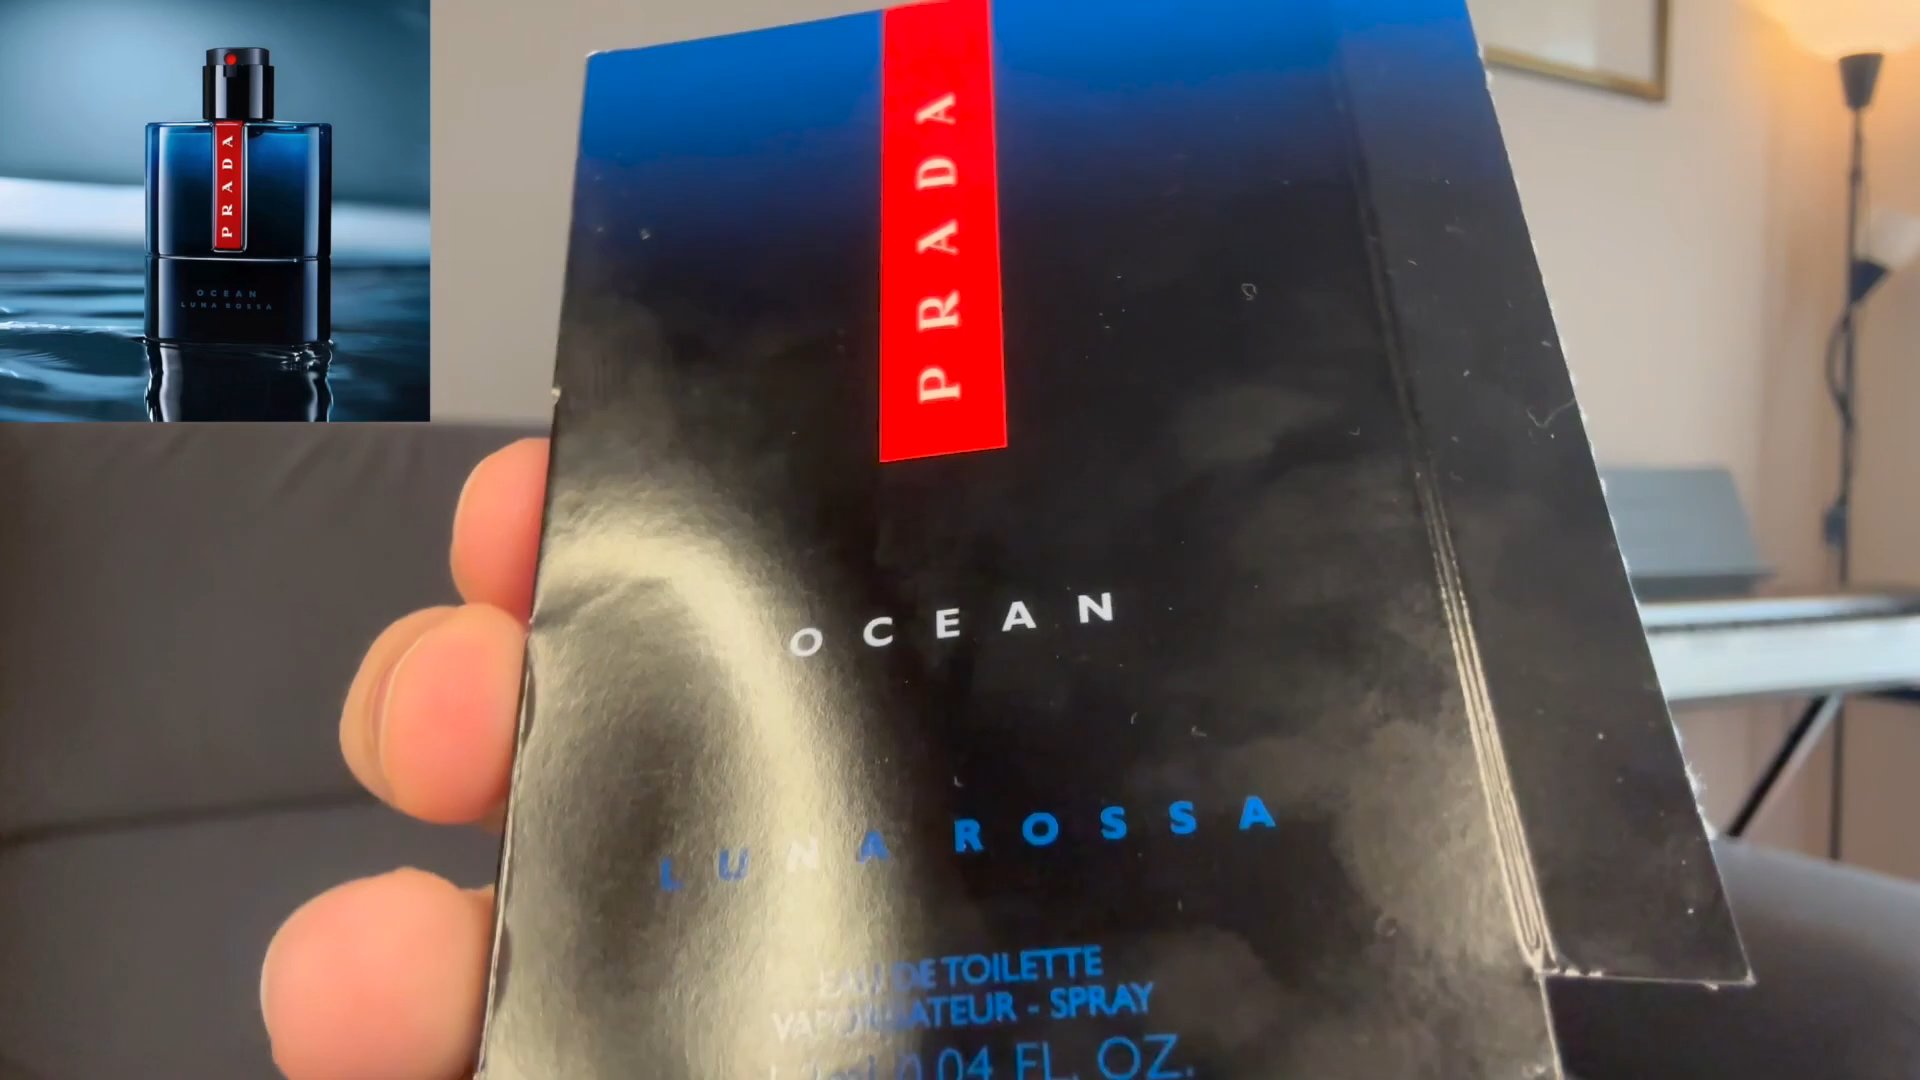 PRADA
OCEAN
LUNA ROSSA
PRADA
OCEAN
LUNA ROSSA
EAU DE TOILETTE
VAPORISATEUR - SPRAY
0.04 FL. OZ.